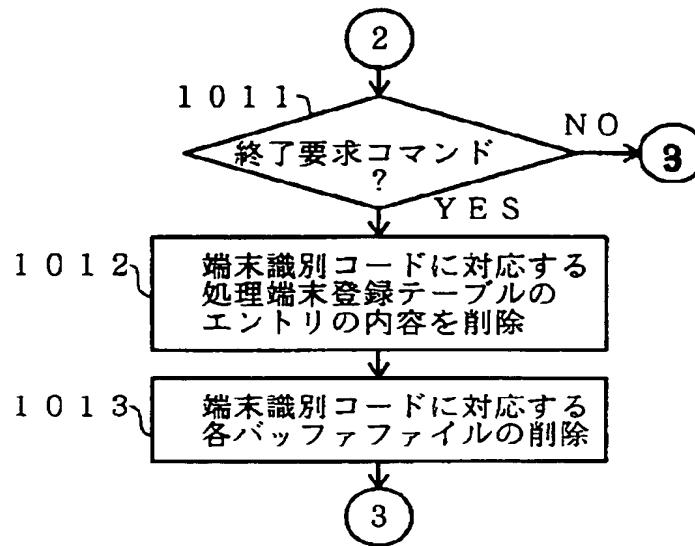 2
1011
終了要求コマンド
?
NO
3
YES
1012
端末識別コードに対応する
処理端末登録テーブルの
エントリの内容を削除
1013
端末識別コードに対応する
各バッファファイルの削除
3